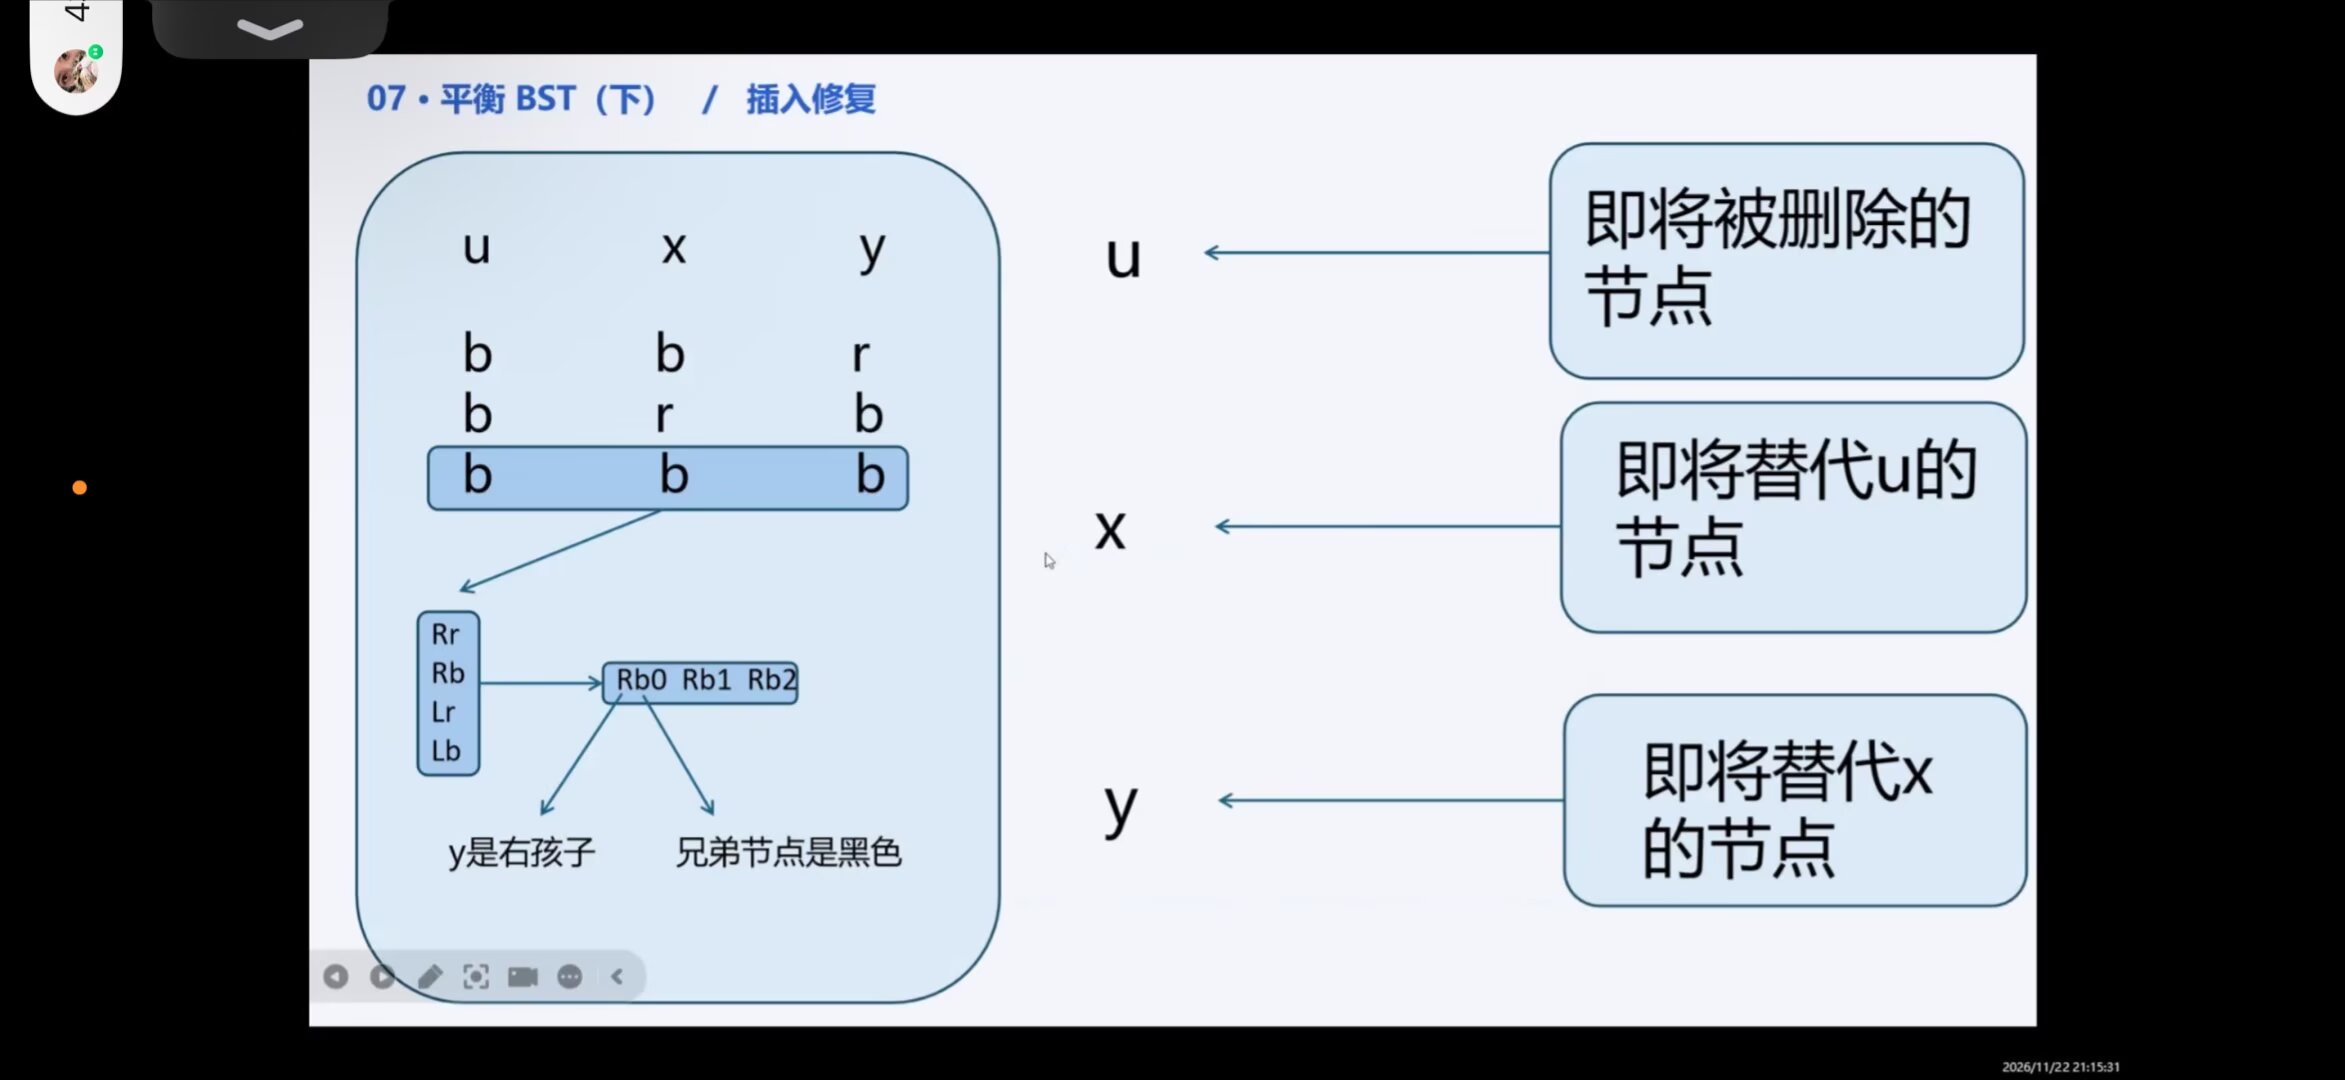 4
07 • 平衡 BST（下） / 插入修复
u x y
b b r
b r b
b b b
Rr
Rb
Lr
Lb
Rb0 Rb1 Rb2
y是右孩子 兄弟节点是黑色
u
即将被删除的
节点
x
即将替代u的
节点
y
即将替代x
的节点
2026/11/22 21:15:31